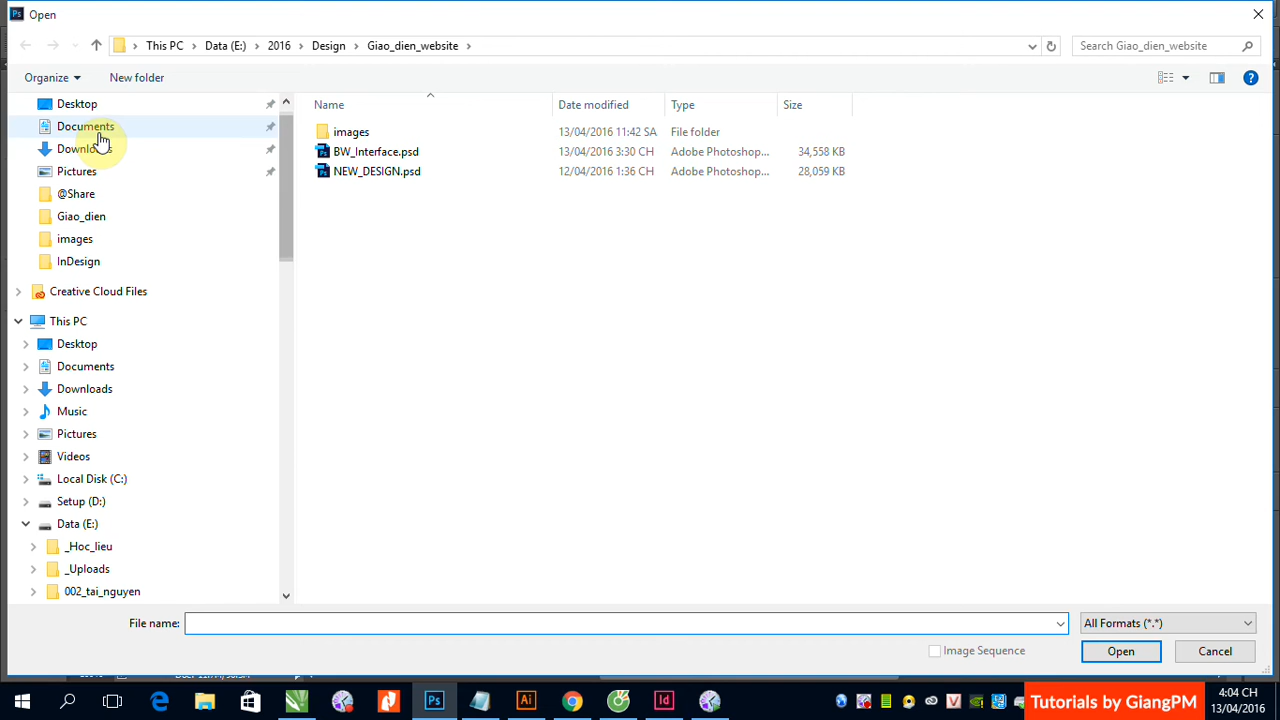 Open
This PC Data (E:) 2016 Design Giao_dien_website
Search Giao_dien_website
Organize New folder
Name Date modified Type Size
images 13/04/2016 11:42 SA File folder
BW_Interface.psd 13/04/2016 3:30 CH Adobe Photoshop... 34,558 KB
NEW_DESIGN.psd 12/04/2016 1:36 CH Adobe Photoshop... 28,059 KB
Desktop
Documents
Downloads
Pictures
@Share
Giao_dien
images
InDesign
Creative Cloud Files
This PC
Desktop
Documents
Downloads
Music
Pictures
Videos
Local Disk (C:)
Setup (D:)
Data (E:)
_Hoc_lieu
_Uploads
002_tai_nguyen
File name:
All Formats (*.*)
Image Sequence
Open Cancel
Tutorials by GiangPM
4:04 CH
13/04/2016